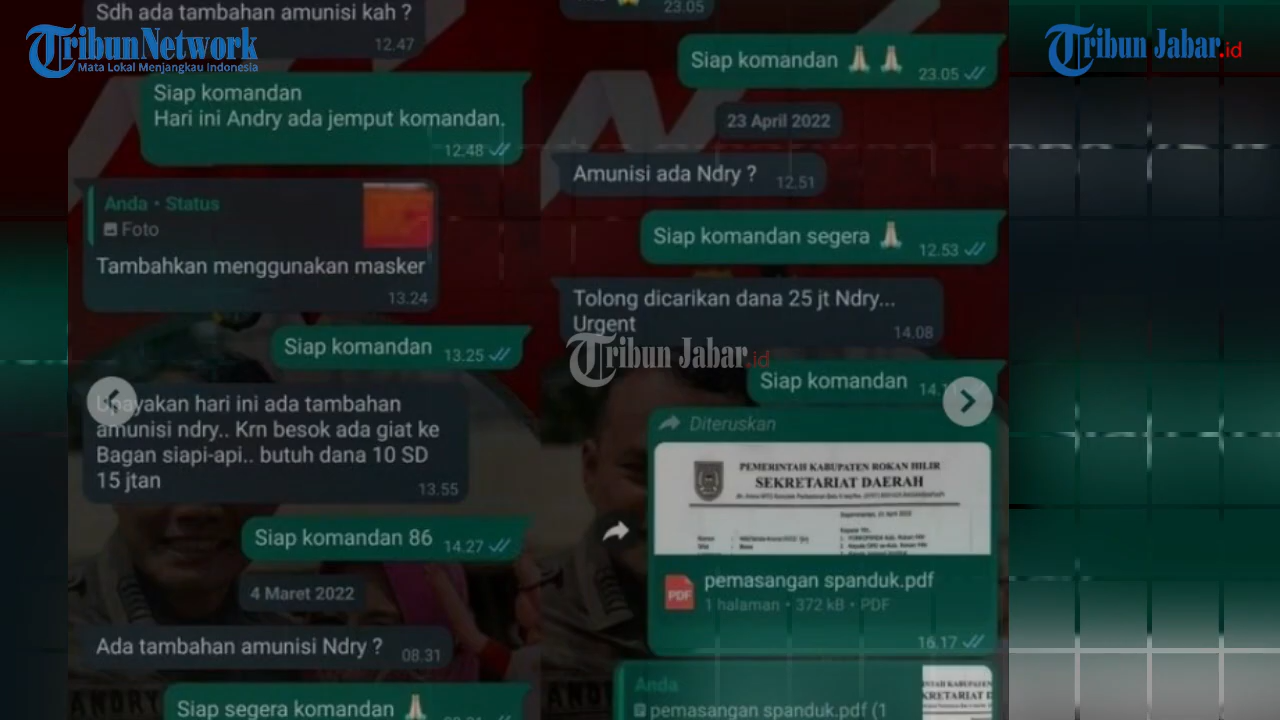 TribunNetwork
Mata Lokal Menjangkau Indonesia
Tribun Jabar.id
Sdh ada tambahan amunisi kah ?
12.47
Siap komandan
Hari ini Andry ada jemput komandan.
12.48
Anda • Status
Foto
Tambahkan menggunakan masker
13.24
Siap komandan
13.25
Upayakan hari ini ada tambahan
amunisi ndry.. Krn besok ada giat ke
Bagan siapi-api.. butuh dana 10 SD
15 jtan
13.55
Siap komandan 86
14.27
4 Maret 2022
Ada tambahan amunisi Ndry ?
08.31
Siap segera komandan
ANDRY
23.05
Siap komandan
23.05
23 April 2022
Amunisi ada Ndry ?
12.51
Siap komandan segera
12.53
Tolong dicarikan dana 25 jt Ndry...
Urgent
14.08
Tribun Jabar.id
Siap komandan
Diteruskan
PEMERINTAH KABUPATEN ROKAN HILIR
SEKRETARIAT DAERAH
PDF
pemasangan spanduk.pdf
1 halaman • 372 kB • PDF
16.17
Anda
pemasangan spanduk.pdf (1